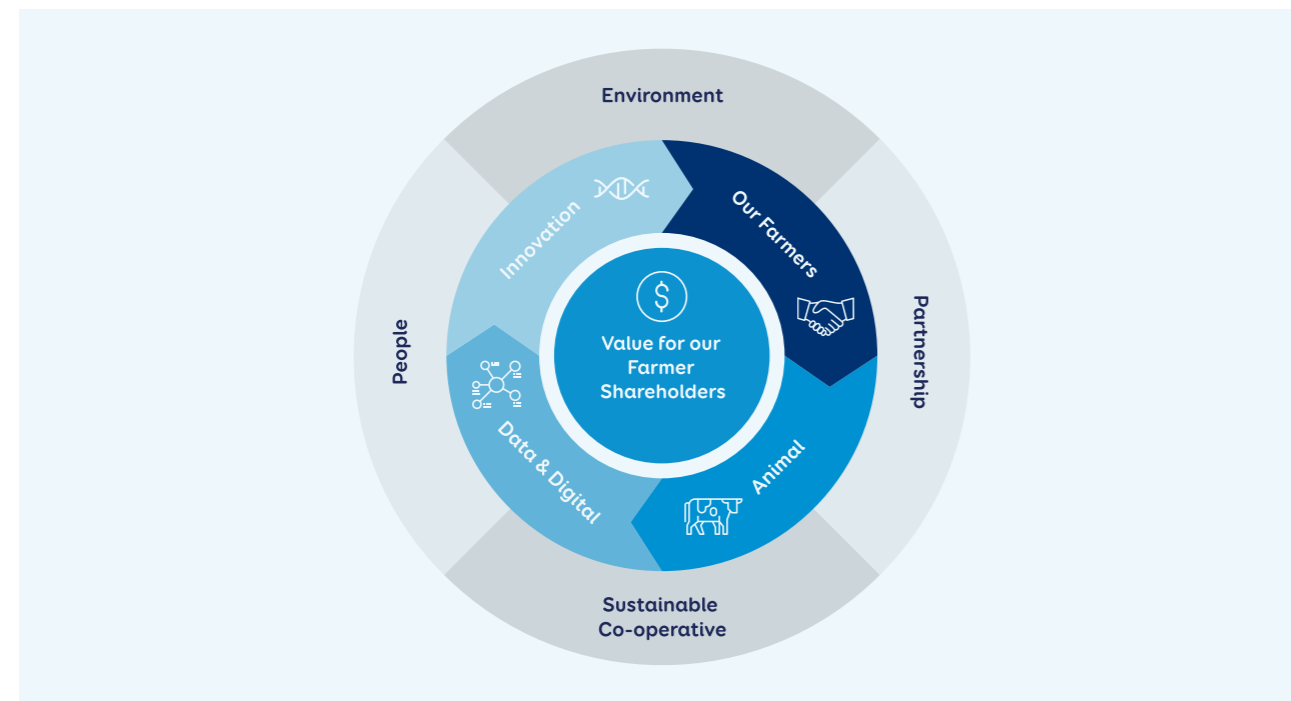 Environment
Our Farmers
Innovation
Value for our
Farmer
Shareholders
People
Partnership
Animal
Data & Digital
Sustainable
Co-operative